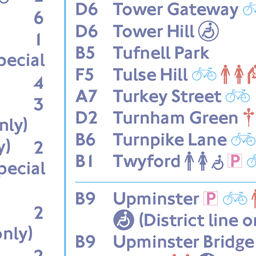 6
1
pecial
4
3
only)
y) 2
pecial
2
only)
2
D6 Tower Gateway
D6 Tower Hill
B5 Tufnell Park
F5 Tulse Hill
A7 Turkey Street
D2 Turnham Green †
B6 Turnpike Lane
B1 Twyford P
B9 Upminster P
(District line on
B9 Upminster Bridge